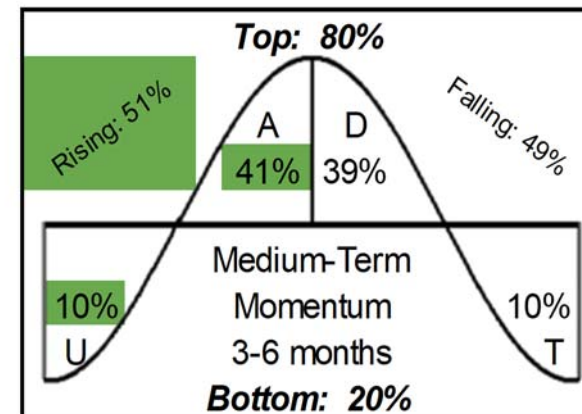 Top: 80%
Rising: 51%
Falling: 49%
A D
41% 39%
Medium-Term
10% Momentum 10%
U 3-6 months T
Bottom: 20%